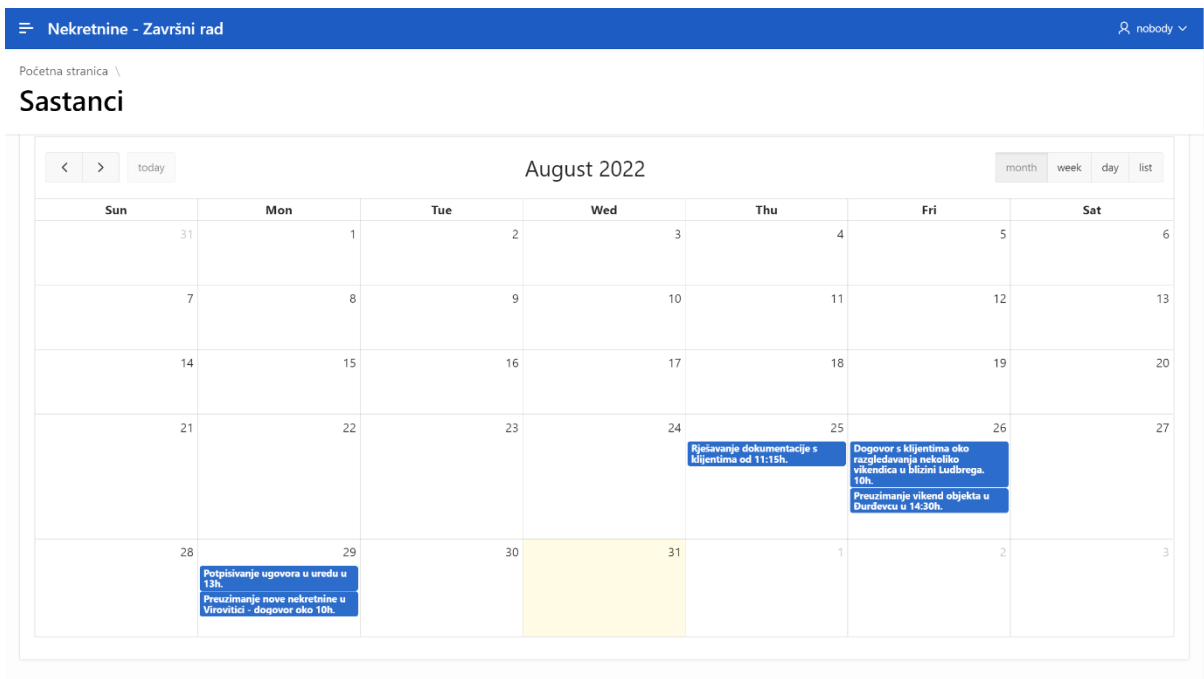 Nekretnine - Završni rad
nobody
Početna stranica \
Sastanci
today
August 2022
month week day list
Sun Mon Tue Wed Thu Fri Sat
31 1 2 3 4 5 6
7 8 9 10 11 12 13
14 15 16 17 18 19 20
21 22 23 24 25 26 27
Rješavanje dokumentacije s
klijentima od 11:15h.
Dogovor s klijentima oko
razgledavanja nekoliko
vikendica u blizini Ludbrega.
10h.
Preuzimanje vikend objekta u
Đurđevcu u 14:30h.
28 29 30 31 1 2 3
Potpisivanje ugovora u uredu u
13h.
Preuzimanje nove nekretnine u
Virovitici - dogovor oko 10h.